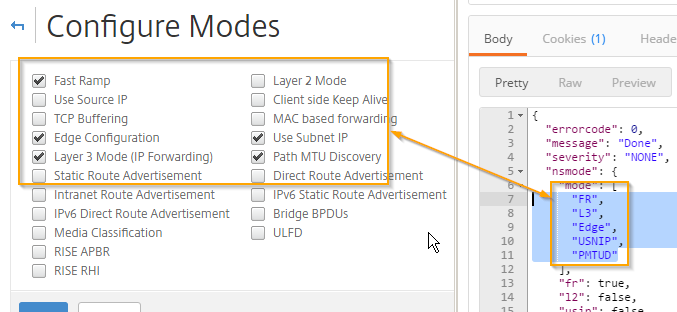 Configure Modes
Fast Ramp
Layer 2 Mode
Use Source IP
Client side Keep Alive
TCP Buffering
MAC based forwarding
Edge Configuration
Use Subnet IP
Layer 3 Mode (IP Forwarding)
Path MTU Discovery
Static Route Advertisement
Direct Route Advertisement
Intranet Route Advertisement
IPv6 Static Route Advertisement
IPv6 Direct Route Advertisement
Bridge BPDUs
Media Classification
ULFD
RISE APBR
RISE RHI
Body Cookies (1) Heade
Pretty Raw Preview
1 {
2 "errorcode": 0,
3 "message": "Done",
4 "severity": "NONE",
5 "nsmode": {
6 "mode": [
7 "FR",
8 "L3",
9 "Edge",
10 "USNIP",
11 "PMTUD"
12 ],
13 "fr": true,
14 "l2": false,
15 "usip": false,